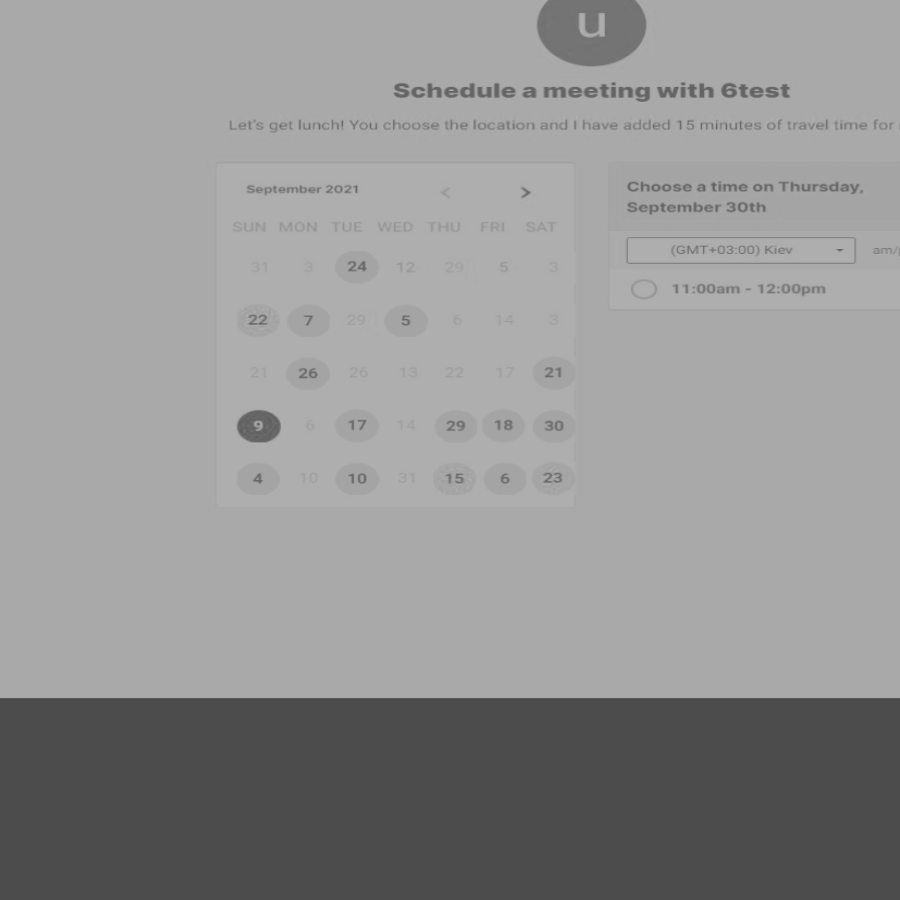 u
Schedule a meeting with 6test
Let's get lunch! You choose the location and I have added 15 minutes of travel time for
September 2021 < >
SUN MON TUE WED THU FRI SAT
31 3 24 12 29 5 3
22 7 29 5 6 14 3
21 26 26 13 22 17 21
9 6 17 14 29 18 30
4 10 10 31 15 6 23
Choose a time on Thursday,
September 30th
(GMT+03:00) Kiev am/
11:00am - 12:00pm